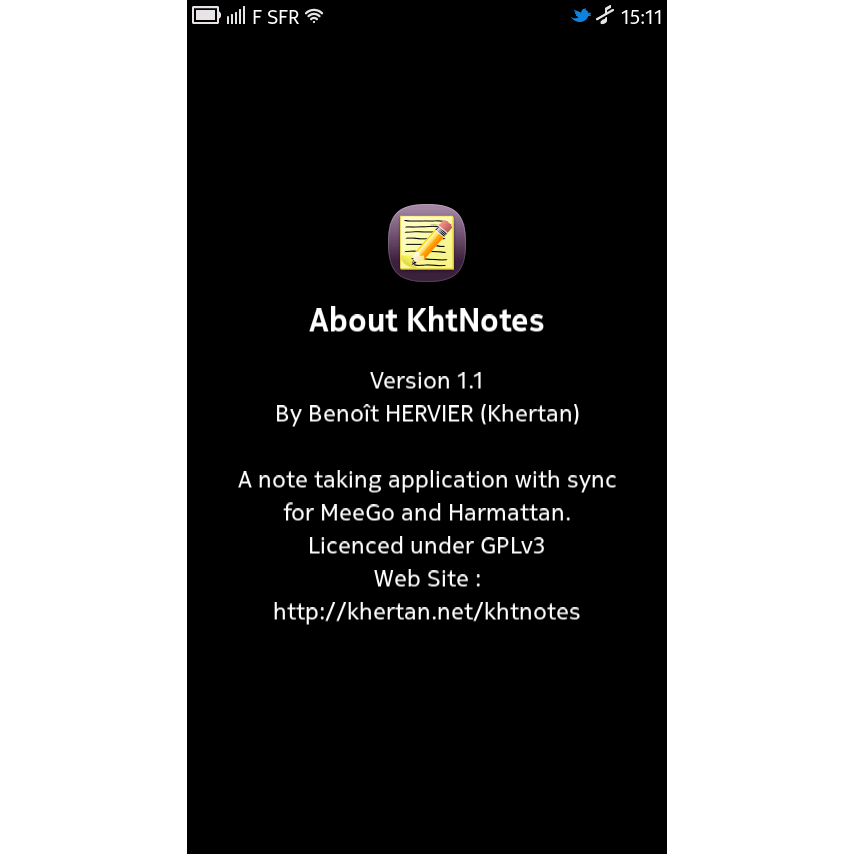 F SFR 15:11
About KhtNotes
Version 1.1
By Benoît HERVIER (Khertan)
A note taking application with sync
for MeeGo and Harmattan.
Licenced under GPLv3
Web Site :
http://khertan.net/khtnotes